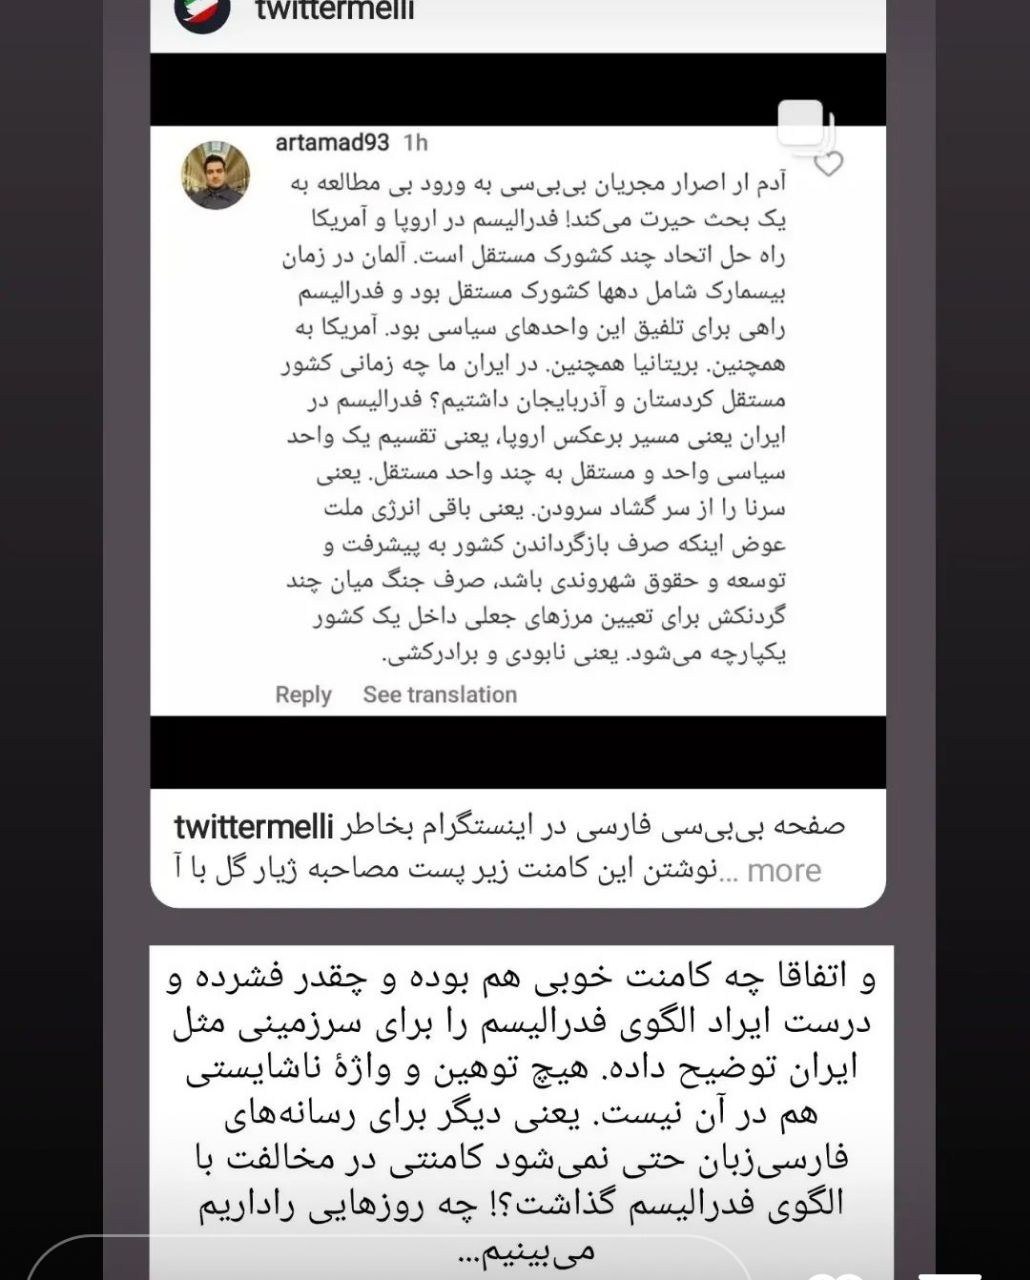 twittermelli
artamad93 1h
آدم ار اصرار مجریان بی‌بی‌سی به ورود بی مطالعه به
یک بحث حیرت می‌کند! فدرالیسم در اروپا و آمریکا
راه حل اتحاد چند کشورک مستقل است. آلمان در زمان
بیسمارک شامل دهها کشورک مستقل بود و فدرالیسم
راهی برای تلفیق این واحدهای سیاسی بود. آمریکا به
همچنین. بریتانیا همچنین. در ایران ما چه زمانی کشور
مستقل کردستان و آذربایجان داشتیم؟ فدرالیسم در
ایران یعنی مسیر برعکس اروپا، یعنی تقسیم یک واحد
سیاسی واحد و مستقل به چند واحد مستقل. یعنی
سرنا را از سر گشاد سرودن. یعنی باقی انرژی ملت
عوض اینکه صرف بازگرداندن کشور به پیشرفت و
توسعه و حقوق شهروندی باشد، صرف جنگ میان چند
گردنکش برای تعیین مرزهای جعلی داخل یک کشور
یکپارچه می‌شود. یعنی نابودی و برادرکشی.
Reply See translation
twittermelli صفحه بی‌بی‌سی فارسی در اینستگرام بخاطر
نوشتن این کامنت زیر پست مصاحبه ژیار گل با آ... more
و اتفاقا چه کامنت خوبی هم بوده و چقدر فشرده و
درست ایراد الگوی فدرالیسم را برای سرزمینی مثل
ایران توضیح داده. هیچ توهین و واژهٔ ناشایستی
هم در آن نیست. یعنی دیگر برای رسانه‌های
فارسی‌زبان حتی نمی‌شود کامنتی در مخالفت با
الگوی فدرالیسم گذاشت؟! چه روزهایی راداریم
می‌بینیم...